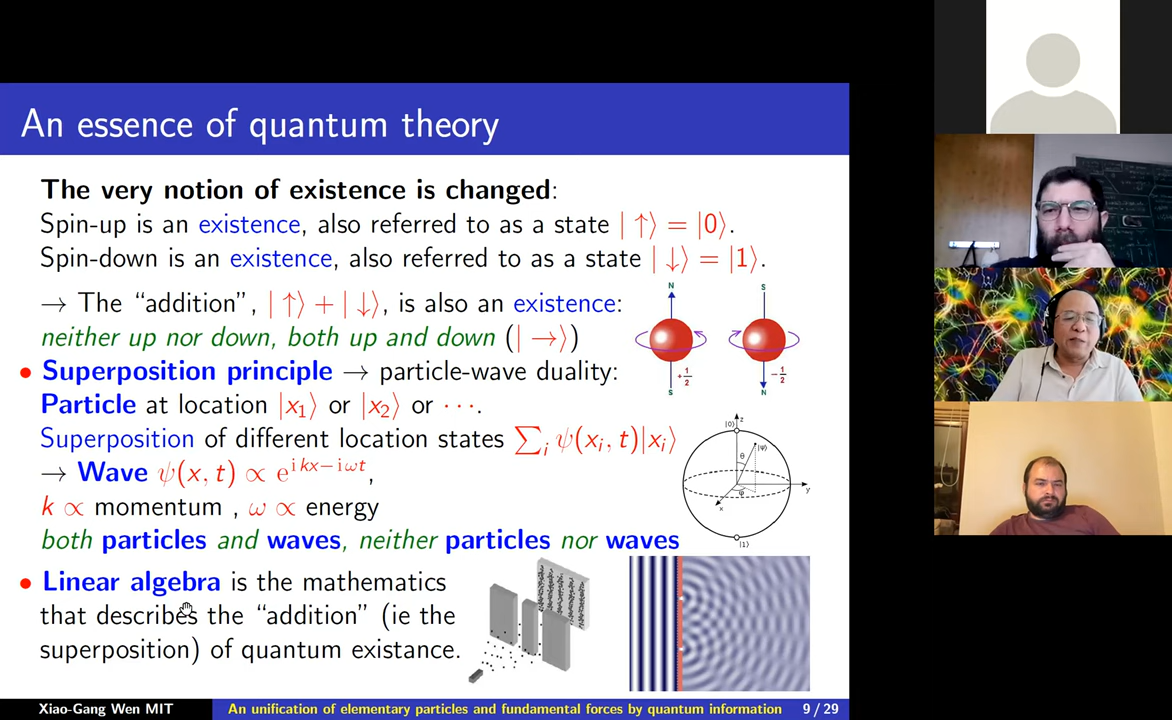 An essence of quantum theory
The very notion of existence is changed:
Spin-up is an existence, also referred to as a state |↑⟩ = |0⟩.
Spin-down is an existence, also referred to as a state |↓⟩ = |1⟩.
→ The “addition”, |↑⟩ + |↓⟩, is also an existence:
neither up nor down, both up and down (|→⟩)
N S
+1/2 −1/2
S N
• Superposition principle → particle-wave duality:
Particle at location |x₁⟩ or |x₂⟩ or ⋯.
Superposition of different location states ∑ᵢ ψ(xᵢ, t)|xᵢ⟩
→ Wave ψ(x, t) ∝ e^{i kx−i ωt},
k ∝ momentum , ω ∝ energy
both particles and waves, neither particles nor waves
z
|0⟩
|ψ⟩
θ
φ
x
y
|1⟩
• Linear algebra is the mathematics
that describes the “addition” (ie the
superposition) of quantum existance.
Xiao-Gang Wen MIT An unification of elementary particles and fundamental forces by quantum information 9 / 29